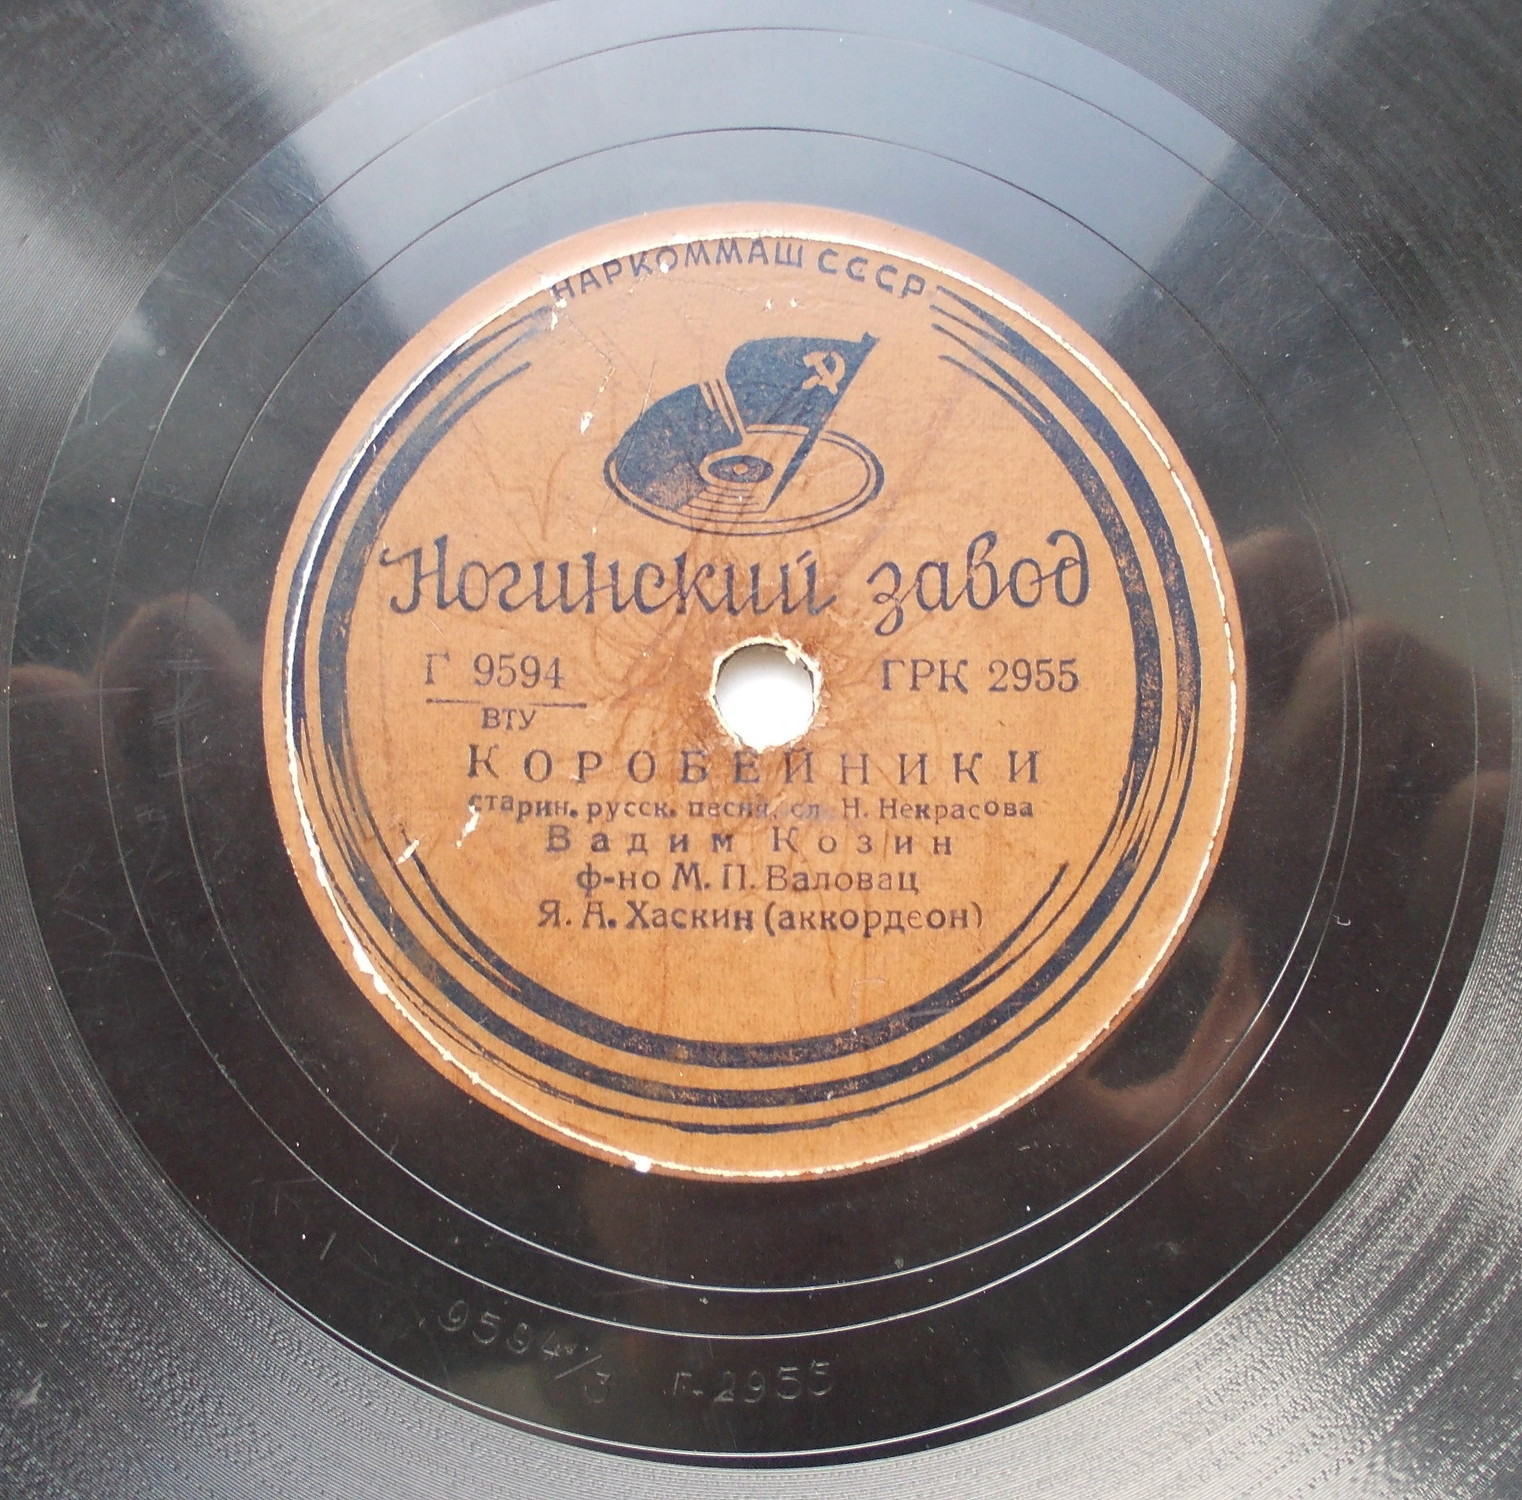 НАРКОММАШ СССР
Ногинский завод
Г 9594
ВТУ
ГРК 2955
КОРОБЕЙНИКИ
старин. русск. песня, сл. Н. Некрасова
Вадим Козин
ф-но М. П. Валовац
Я. А. Хаскин (аккордеон)
9594/3 Г-2955